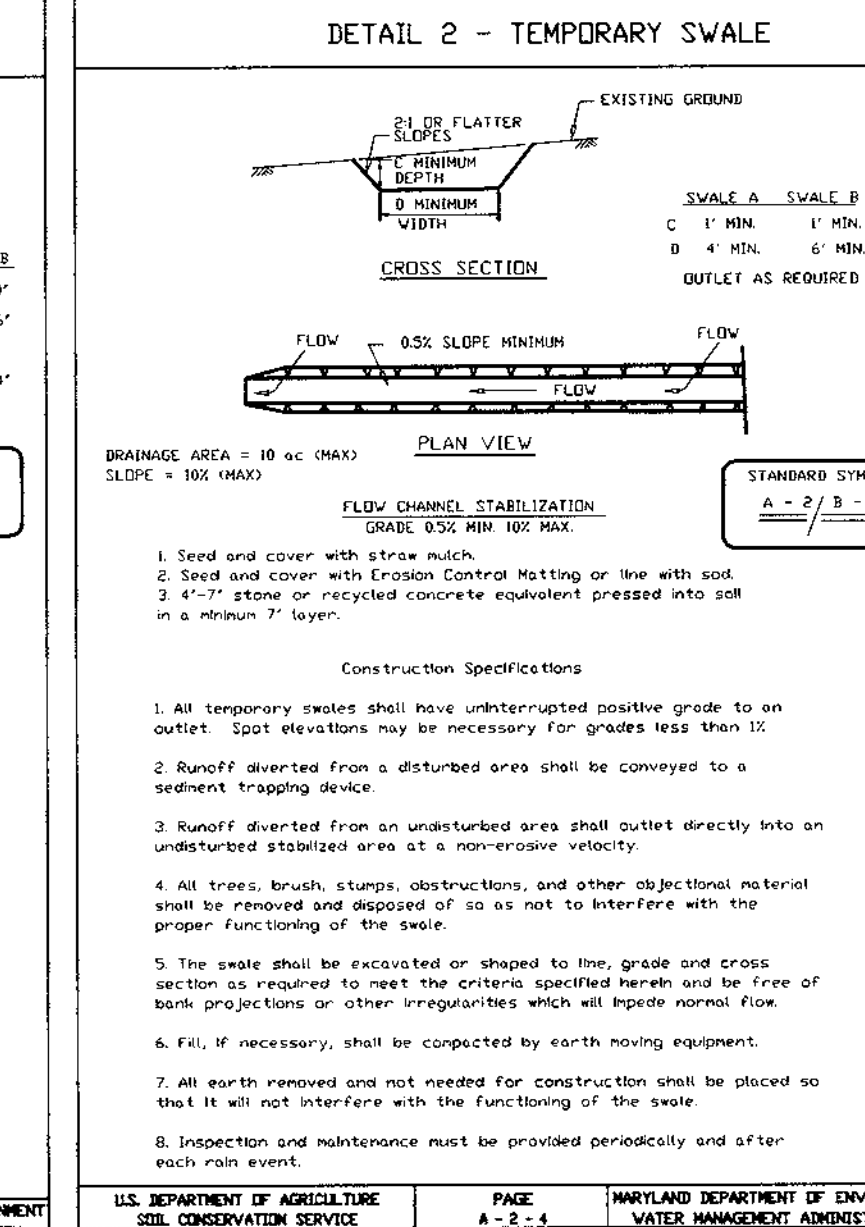 DETAIL 2 - TEMPORARY SWALE
EXISTING GROUND
2:1 OR FLATTER
SLOPES
C MINIMUM
DEPTH
D MINIMUM
WIDTH
CROSS SECTION
SWALE A SWALE B
C 1' MIN. 1' MIN.
D 4' MIN. 6' MIN.
OUTLET AS REQUIRED
FLOW
0.5% SLOPE MINIMUM
FLOW
FLOW
PLAN VIEW
DRAINAGE AREA = 10 ac (MAX)
SLOPE = 10% (MAX)
STANDARD SYM
A - 2 / B -
FLOW CHANNEL STABILIZATION
GRADE 0.5% MIN. 10% MAX.
1. Seed and cover with straw mulch.
2. Seed and cover with Erosion Control Matting or line with sod.
3. 4'-7' stone or recycled concrete equivalent pressed into soil
in a minimum 7' layer.
Construction Specifications
1. All temporary swales shall have uninterrupted positive grade to an
outlet. Spot elevations may be necessary for grades less than 1%
2. Runoff diverted from a disturbed area shall be conveyed to a
sediment trapping device.
3. Runoff diverted from an undisturbed area shall outlet directly into an
undisturbed stabilized area at a non-erosive velocity.
4. All trees, brush, stumps, obstructions, and other objectional material
shall be removed and disposed of so as not to interfere with the
proper functioning of the swale.
5. The swale shall be excavated or shaped to line, grade and cross
section as required to meet the criteria specified herein and be free of
bank projections or other irregularities which will impede normal flow.
6. Fill, if necessary, shall be compacted by earth moving equipment.
7. All earth removed and not needed for construction shall be placed so
that it will not interfere with the functioning of the swale.
8. Inspection and maintenance must be provided periodically and after
each rain event.
U.S. DEPARTMENT OF AGRICULTURE
SOIL CONSERVATION SERVICE
PAGE
A - 2 - 4
MARYLAND DEPARTMENT OF ENV
WATER MANAGEMENT ADMINIS